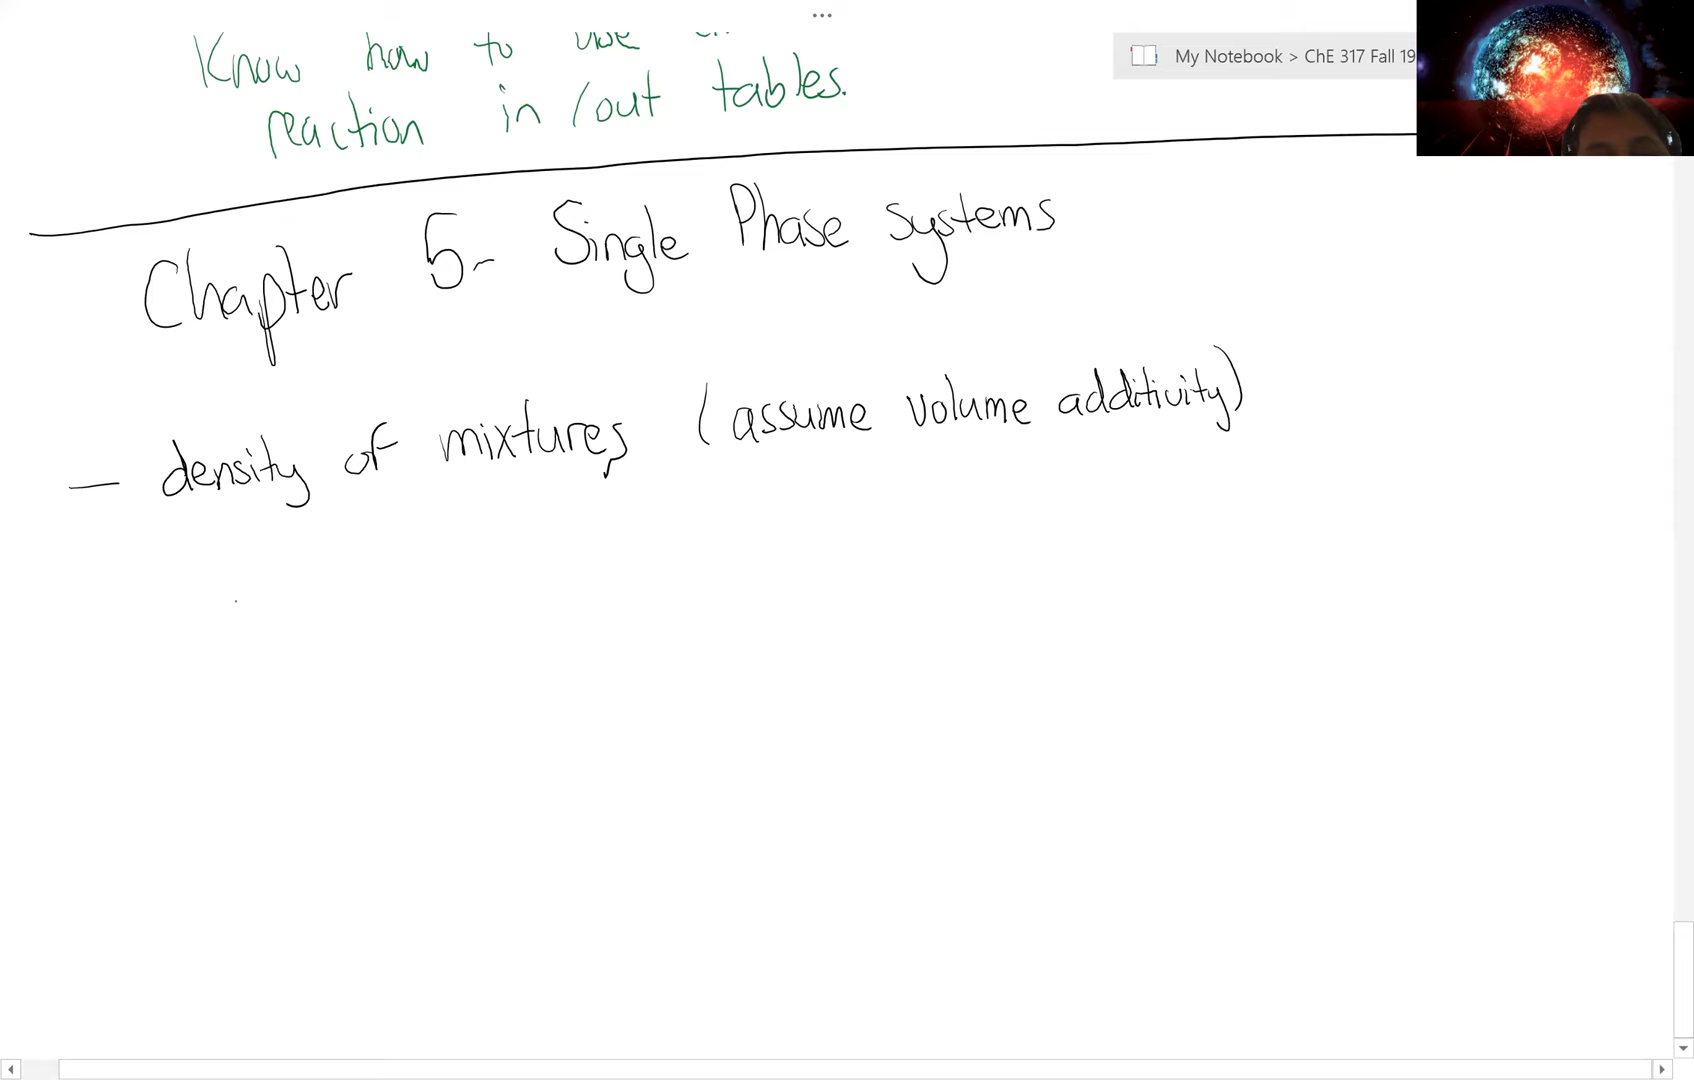 Know how to use
My Notebook > ChE 317 Fall 19
reaction in/out tables.
Chapter 5- Single Phase systems
- density of mixtures (assume volume additivity)